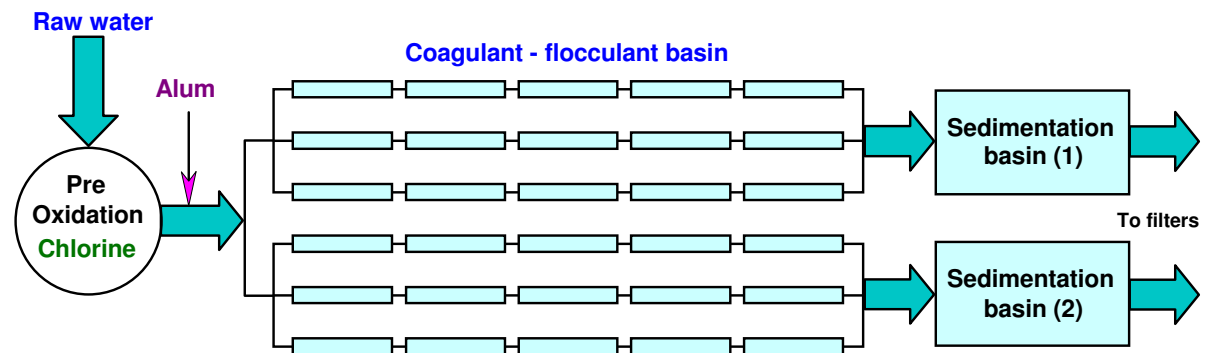 Raw water
Coagulant - flocculant basin
Alum
Pre
Oxidation
Chlorine
Sedimentation
basin (1)
To filters
Sedimentation
basin (2)